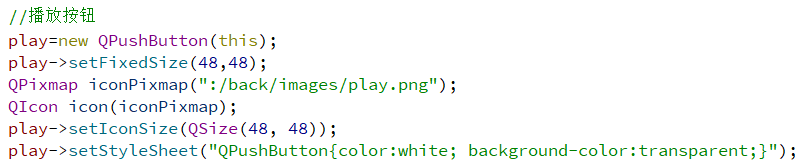 //播放按钮
play=new QPushButton(this);
play->setFixedSize(48,48);
QPixmap iconPixmap(":/back/images/play.png");
QIcon icon(iconPixmap);
play->setIconSize(QSize(48, 48));
play->setStyleSheet("QPushButton{color:white; background-color:transparent;}");